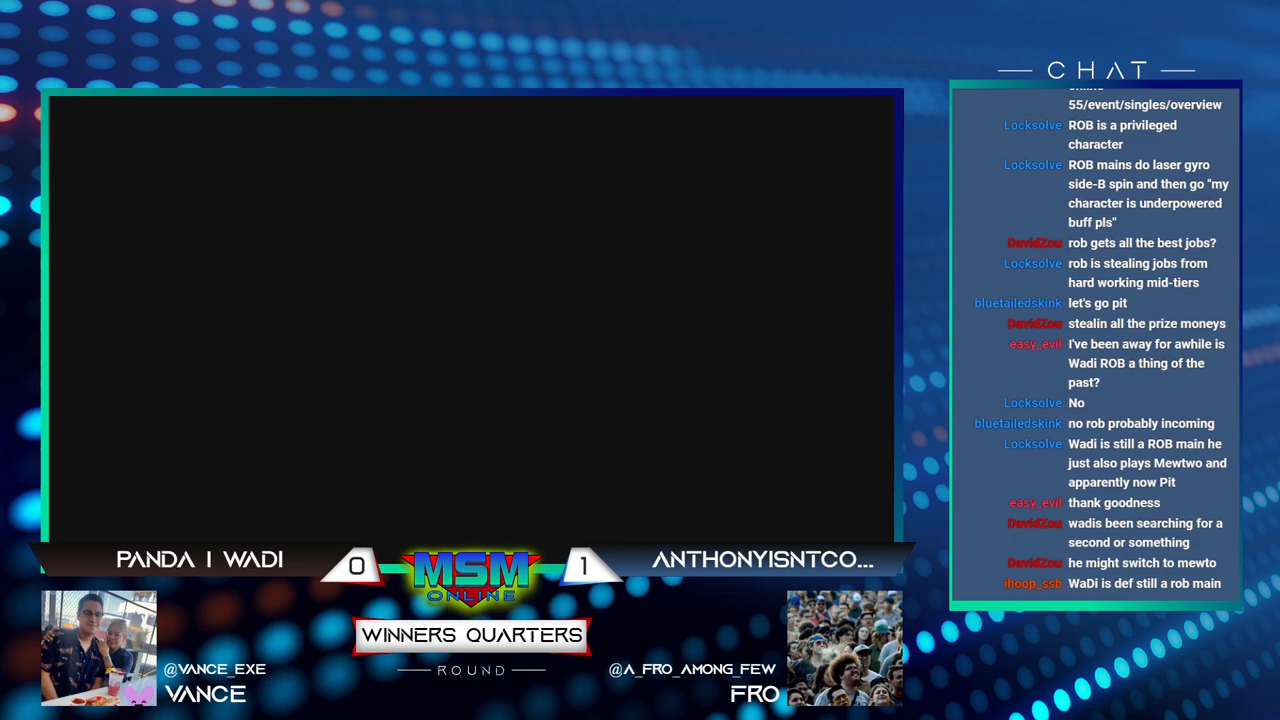 CHAT
55/event/singles/overview
Locksolve ROB is a privileged
character
Locksolve ROB mains do laser gyro
side-B spin and then go "my
character is underpowered
buff pls"
DavidZou rob gets all the best jobs?
Locksolve rob is stealing jobs from
hard working mid-tiers
bluetailedskink let's go pit
DavidZou stealin all the prize moneys
easy_evil I've been away for awhile is
Wadi ROB a thing of the
past?
Locksolve No
bluetailedskink no rob probably incoming
Locksolve Wadi is still a ROB main he
just also plays Mewtwo and
apparently now Pit
easy_evil thank goodness
DavidZou wadis been searching for a
second or something
DavidZou he might switch to mewto
ihoop_ssb WaDi is def still a rob main
PANDA | WADI 0 MSM 1 ANTHONYISNTCO...
ONLINE
WINNERS QUARTERS
ROUND
@VANCE_EXE
VANCE
@A_FRO_AMONG_FEW
FRO